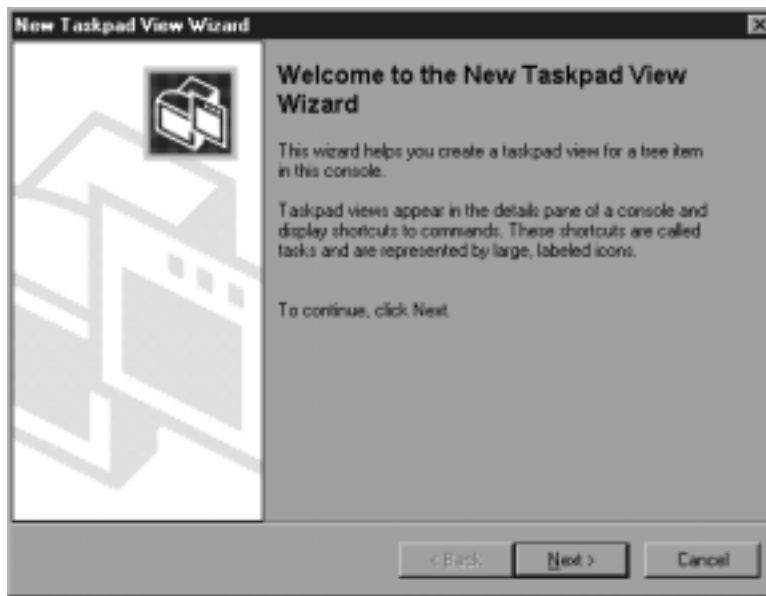 New Taskpad View Wizard
Welcome to the New Taskpad View
Wizard
This wizard helps you create a taskpad view for a tree item
in this console.
Taskpad views appear in the details pane of a console and
display shortcuts to commands. These shortcuts are called
tasks and are represented by large, labeled icons.
To continue, click Next.
< Back
Next >
Cancel